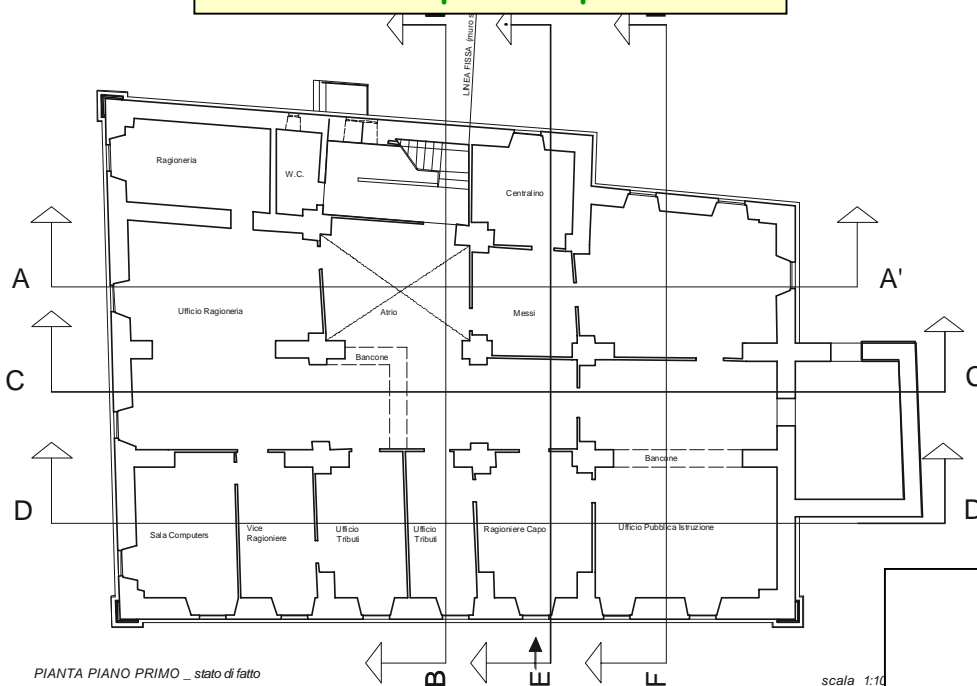 LINEA FISSA (muro
Ragioneria
W.C.
Centralino
A
A'
Ufficio Ragioneria
Atrio
Messi
Bancone
C
C
Bancone
D
D
Sala Computers
Vice
Ragioniere
Ufficio
Tributi
Ufficio
Tributi
Ragioniere Capo
Ufficio Pubblica Istruzione
B
E
F
PIANTA PIANO PRIMO _ stato di fatto
scala 1:10